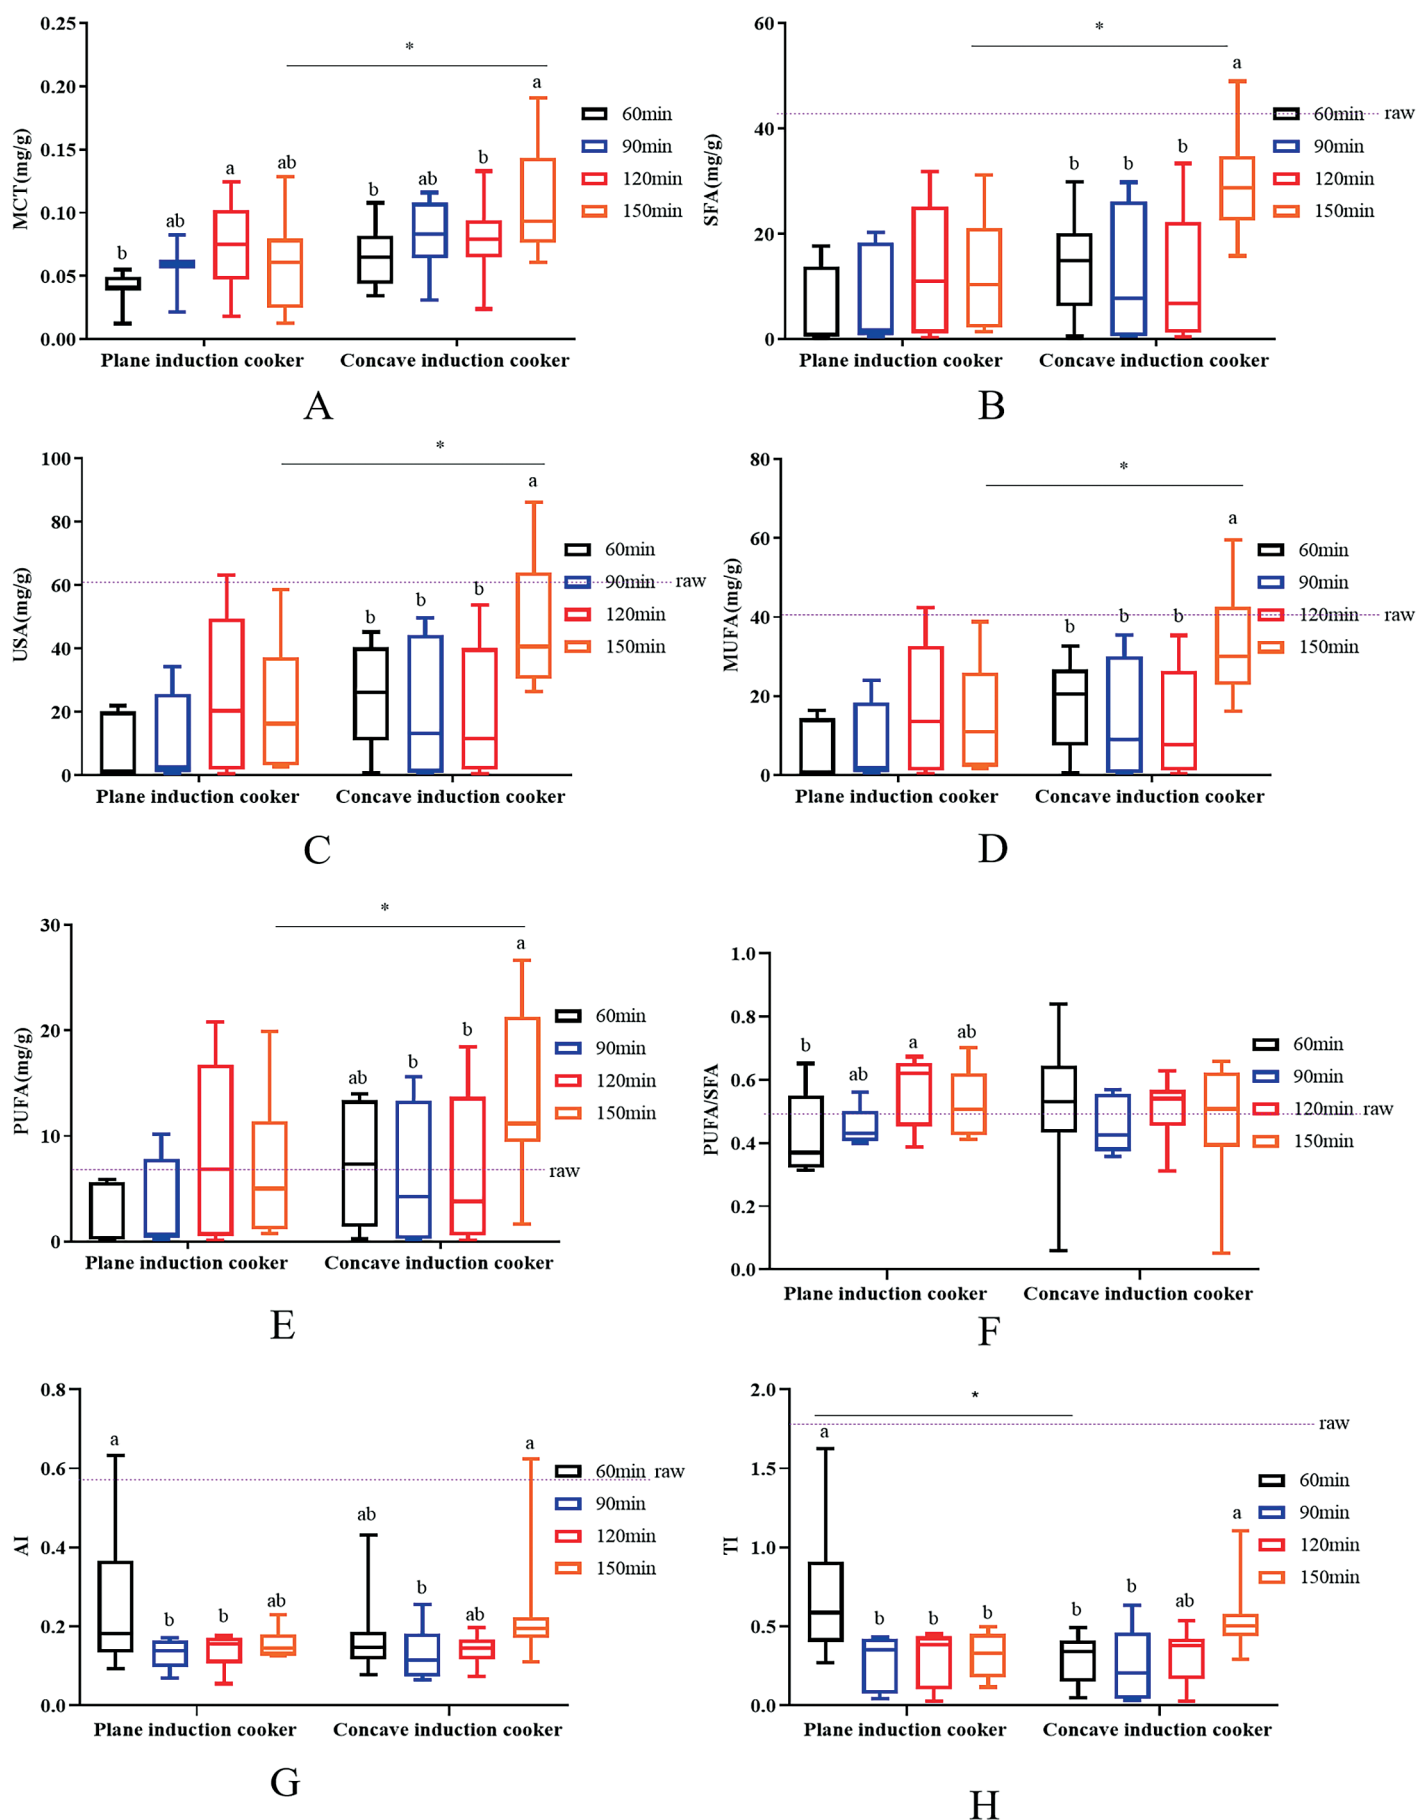 0.25
0.20
0.15
0.10
0.05
0.00
MCT(mg/g)
*
b
ab
a
ab
b
ab
b
a
60min
90min
120min
150min
Plane induction cooker
Concave induction cooker
A
60
40
20
0
SFA(mg/g)
*
b
b
b
a
60min
raw
90min
120min
150min
Plane induction cooker
Concave induction cooker
B
100
80
60
40
20
0
USA(mg/g)
*
b
b
b
a
60min
90min
raw
120min
150min
Plane induction cooker
Concave induction cooker
C
80
60
40
20
0
MUFA(mg/g)
*
b
b
b
a
60min
90min
120min
raw
150min
Plane induction cooker
Concave induction cooker
D
30
20
10
0
PUFA(mg/g)
*
ab
b
b
a
60min
90min
120min
150min
raw
Plane induction cooker
Concave induction cooker
E
1.0
0.8
0.6
0.4
0.2
0.0
PUFA/SFA
b
ab
a
ab
60min
90min
120min raw
150min
Plane induction cooker
Concave induction cooker
F
0.8
0.6
0.4
0.2
0.0
AI
a
b
b
ab
ab
b
ab
a
60min raw
90min
120min
150min
Plane induction cooker
Concave induction cooker
G
2.0
1.5
1.0
0.5
0.0
TI
*
raw
a
b
b
b
b
b
ab
a
60min
90min
120min
150min
Plane induction cooker
Concave induction cooker
H